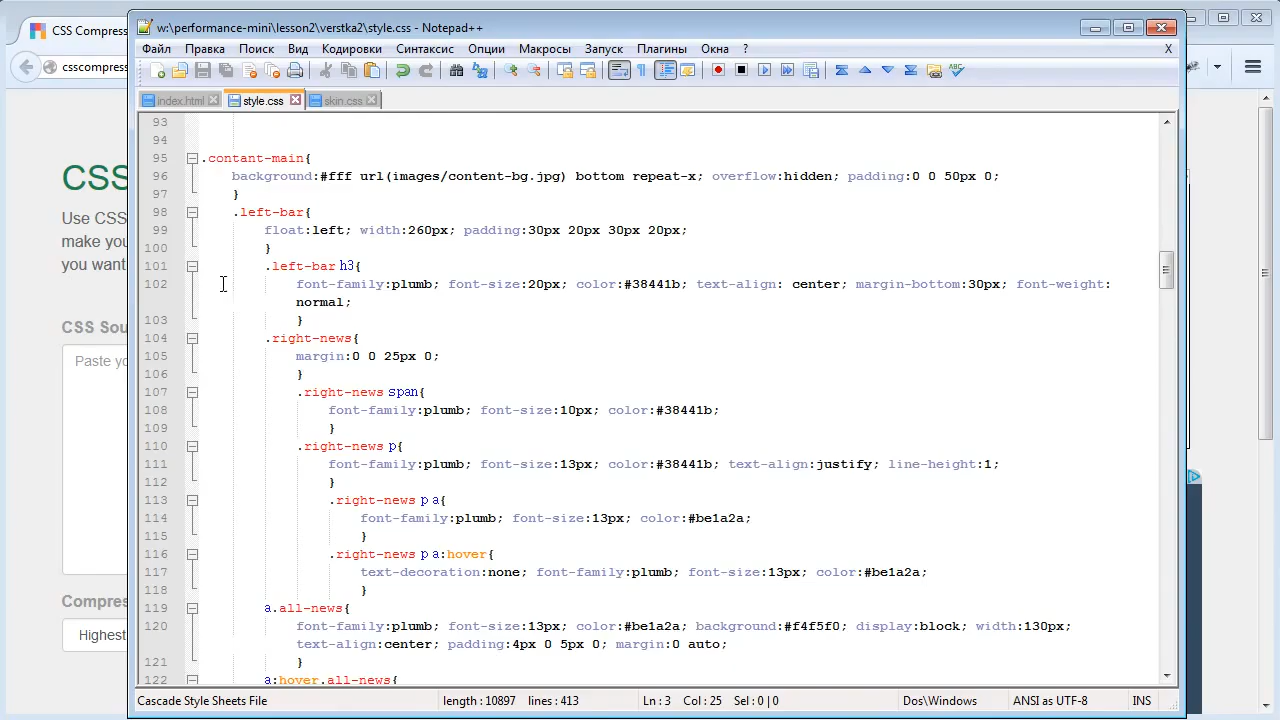 CSS Compress
w:\performance-mini\lesson2\verstka2\style.css - Notepad++
csscompress
Файл Правка Поиск Вид Кодировки Синтаксис Опции Макросы Запуск Плагины Окна ? X
index.html style.css skin.css
CSS
Use CSS
make you
you want
CSS Sou
Paste yo
Compres
Highest
93
94
95 .contant-main{
96 background:#fff url(images/content-bg.jpg) bottom repeat-x; overflow:hidden; padding:0 0 50px 0;
97 }
98 .left-bar{
99 float:left; width:260px; padding:30px 20px 30px 20px;
100 }
101 .left-bar h3{
102 font-family:plumb; font-size:20px; color:#38441b; text-align: center; margin-bottom:30px; font-weight:
normal;
103 }
104 .right-news{
105 margin:0 0 25px 0;
106 }
107 .right-news span{
108 font-family:plumb; font-size:10px; color:#38441b;
109 }
110 .right-news p{
111 font-family:plumb; font-size:13px; color:#38441b; text-align:justify; line-height:1;
112 }
113 .right-news p a{
114 font-family:plumb; font-size:13px; color:#be1a2a;
115 }
116 .right-news p a:hover{
117 text-decoration:none; font-family:plumb; font-size:13px; color:#be1a2a;
118 }
119 a.all-news{
120 font-family:plumb; font-size:13px; color:#be1a2a; background:#f4f5f0; display:block; width:130px;
text-align:center; padding:4px 0 5px 0; margin:0 auto;
121 }
122 a:hover.all-news{
Cascade Style Sheets File length : 10897 lines : 413 Ln : 3 Col : 25 Sel : 0 | 0 Dos\Windows ANSI as UTF-8 INS